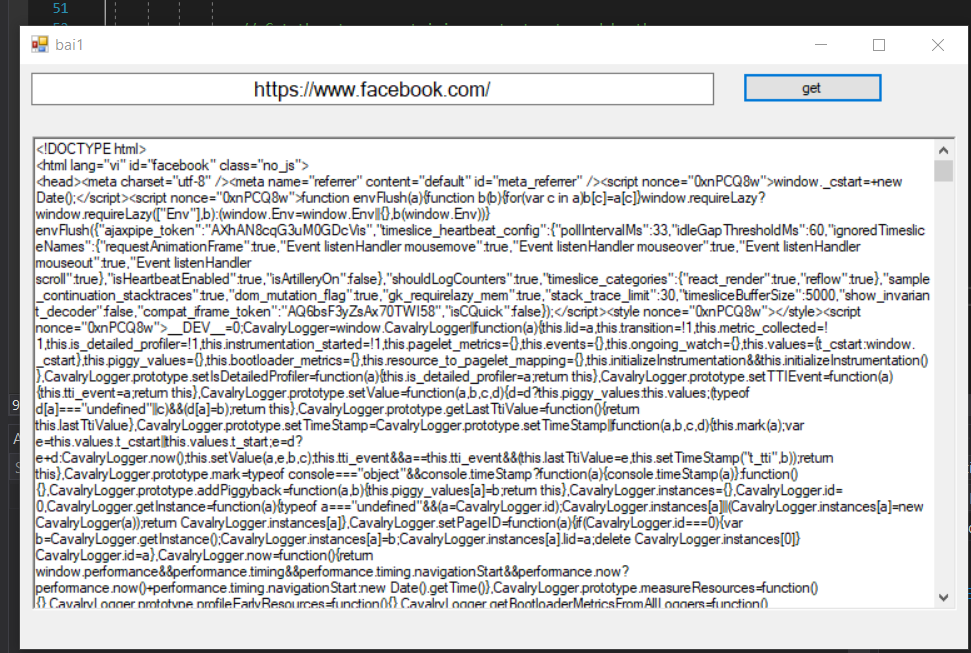 51
bai1
https://www.facebook.com/
get
<!DOCTYPE html>
<html lang="vi" id="facebook" class="no_js">
<head><meta charset="utf-8" /><meta name="referrer" content="default" id="meta_referrer" /><script nonce="0xnPCQ8w">window._cstart=+new
Date();</script><script nonce="0xnPCQ8w">function envFlush(a){function b(b){for(var c in a)b[c]=a[c]}window.requireLazy?
window.requireLazy(["Env"],b):(window.Env=window.Env||{},b(window.Env))}
envFlush({"ajaxpipe_token":"AXhAN8cqG3uM0GDcVis","timeslice_heartbeat_config":{"pollIntervalMs":33,"idleGapThresholdMs":60,"ignoredTimeslic
eNames":{"requestAnimationFrame":true,"Event listenHandler mousemove":true,"Event listenHandler mouseover":true,"Event listenHandler
mouseout":true,"Event listenHandler
scroll":true},"isHeartbeatEnabled":true,"isArtilleryOn":false},"shouldLogCounters":true,"timeslice_categories":{"react_render":true,"reflow":true},"sample
_continuation_stacktraces":true,"dom_mutation_flag":true,"gk_requirelazy_mem":true,"stack_trace_limit":30,"timesliceBufferSize":5000,"show_invarian
t_decoder":false,"compat_iframe_token":"AQ6bsF3yZsAx70TWI58","isCQuick":false});</script><style nonce="0xnPCQ8w"></style><script
nonce="0xnPCQ8w">__DEV__=0;CavalryLogger=window.CavalryLogger||function(a){this.lid=a,this.transition=!1,this.metric_collected=!
1,this.is_detailed_profiler=!1,this.instrumentation_started=!1,this.pagelet_metrics={},this.events={},this.ongoing_watch={},this.values={t_cstart:window.
_cstart},this.piggy_values={},this.bootloader_metrics={},this.resource_to_pagelet_mapping={},this.initializeInstrumentation&&this.initializeInstrumentation()
},CavalryLogger.prototype.setIsDetailedProfiler=function(a){this.is_detailed_profiler=a;return this},CavalryLogger.prototype.setTTIEvent=function(a)
{this.tti_event=a;return this},CavalryLogger.prototype.setValue=function(a,b,c,d){d=d?this.piggy_values:this.values;(typeof
d[a]==="undefined"||c)&&(d[a]=b);return this},CavalryLogger.prototype.getLastTtiValue=function(){return
this.lastTtiValue},CavalryLogger.prototype.setTimeStamp=CavalryLogger.prototype.setTimeStamp||function(a,b,c,d){this.mark(a);var
e=this.values.t_cstart||this.values.t_start;e=d?
e+d:CavalryLogger.now();this.setValue(a,e,b,c);this.tti_event&&a==this.tti_event&&(this.lastTtiValue=e,this.setTimeStamp("t_tti",b));return
this},CavalryLogger.prototype.mark=typeof console==="object"&&console.timeStamp?function(a){console.timeStamp(a)}:function()
{},CavalryLogger.prototype.addPiggyback=function(a,b){this.piggy_values[a]=b;return this},CavalryLogger.instances={},CavalryLogger.id=
0,CavalryLogger.getInstance=function(a){typeof a==="undefined"&&(a=CavalryLogger.id);CavalryLogger.instances[a]||(CavalryLogger.instances[a]=new
CavalryLogger(a));return CavalryLogger.instances[a]},CavalryLogger.setPageID=function(a){if(CavalryLogger.id===0){var
b=CavalryLogger.getInstance();CavalryLogger.instances[a]=b;CavalryLogger.instances[a].lid=a;delete CavalryLogger.instances[0]}
CavalryLogger.id=a},CavalryLogger.now=function(){return
window.performance&&performance.timing&&performance.timing.navigationStart&&performance.now?
performance.now()+performance.timing.navigationStart:new Date().getTime()},CavalryLogger.prototype.measureResources=function()
{},CavalryLogger.prototype.profileEarlyResources=function(){},CavalryLogger.getBootloaderMetricsFromAllLoggers=function()